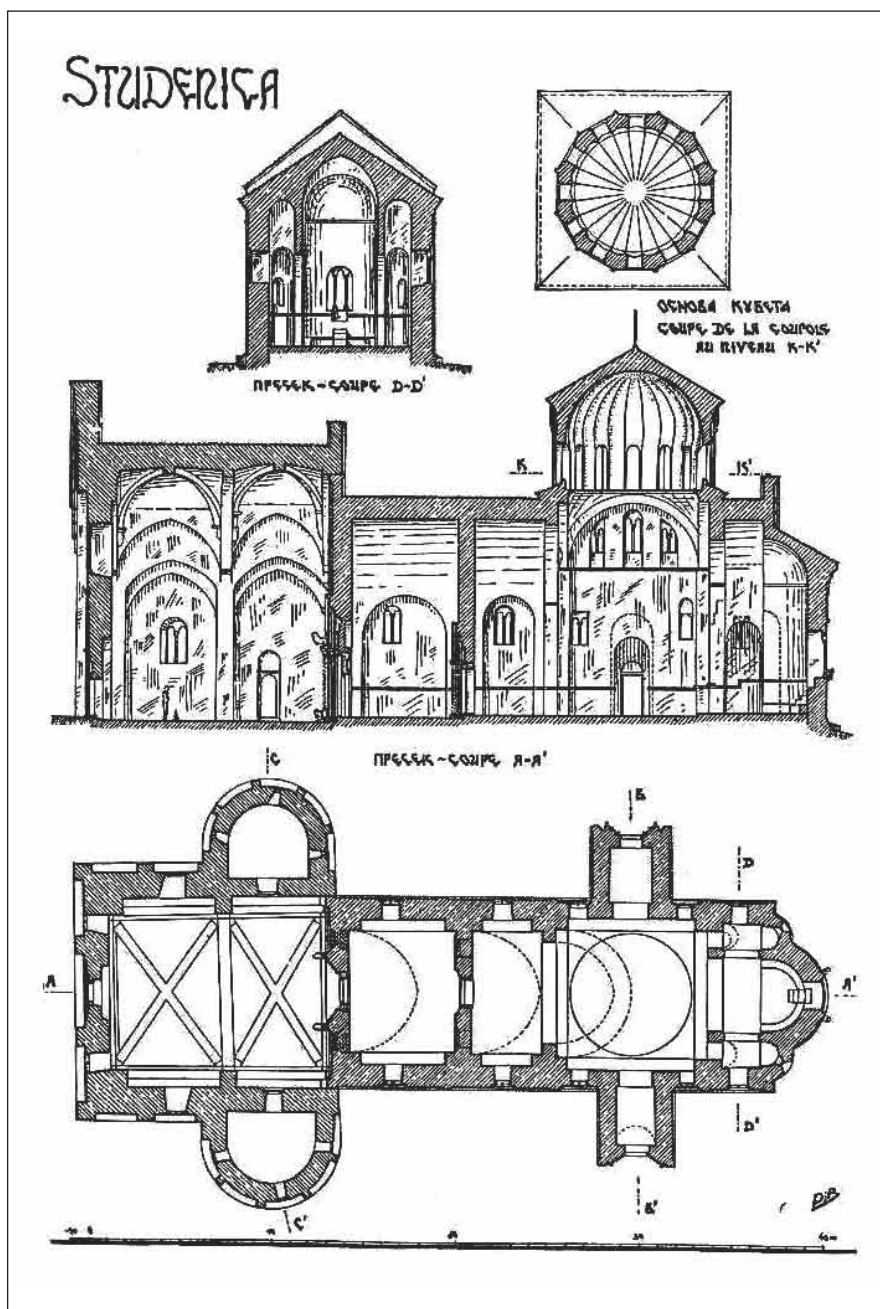 STUDENICA
ОСНОВА КУБЕТА
COUPE DE LA COUPOLE
AU NIVEAU K-K'
ПРЕСЕК-COUPE D-D'
K K'
ПРЕСЕК-COUPE A-A'
C
B
D
A A'
D'
B'
C'